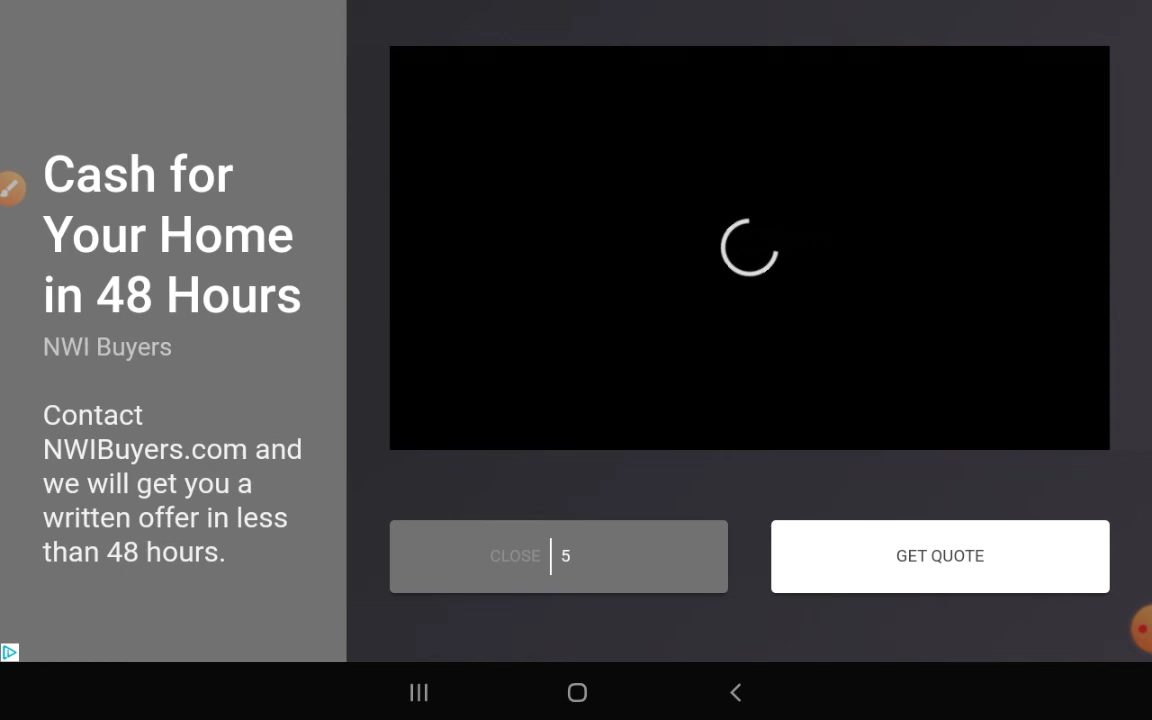 Cash for
Your Home
in 48 Hours
NWI Buyers
Contact
NWIBuyers.com and
we will get you a
written offer in less
than 48 hours.
CLOSE 5
GET QUOTE